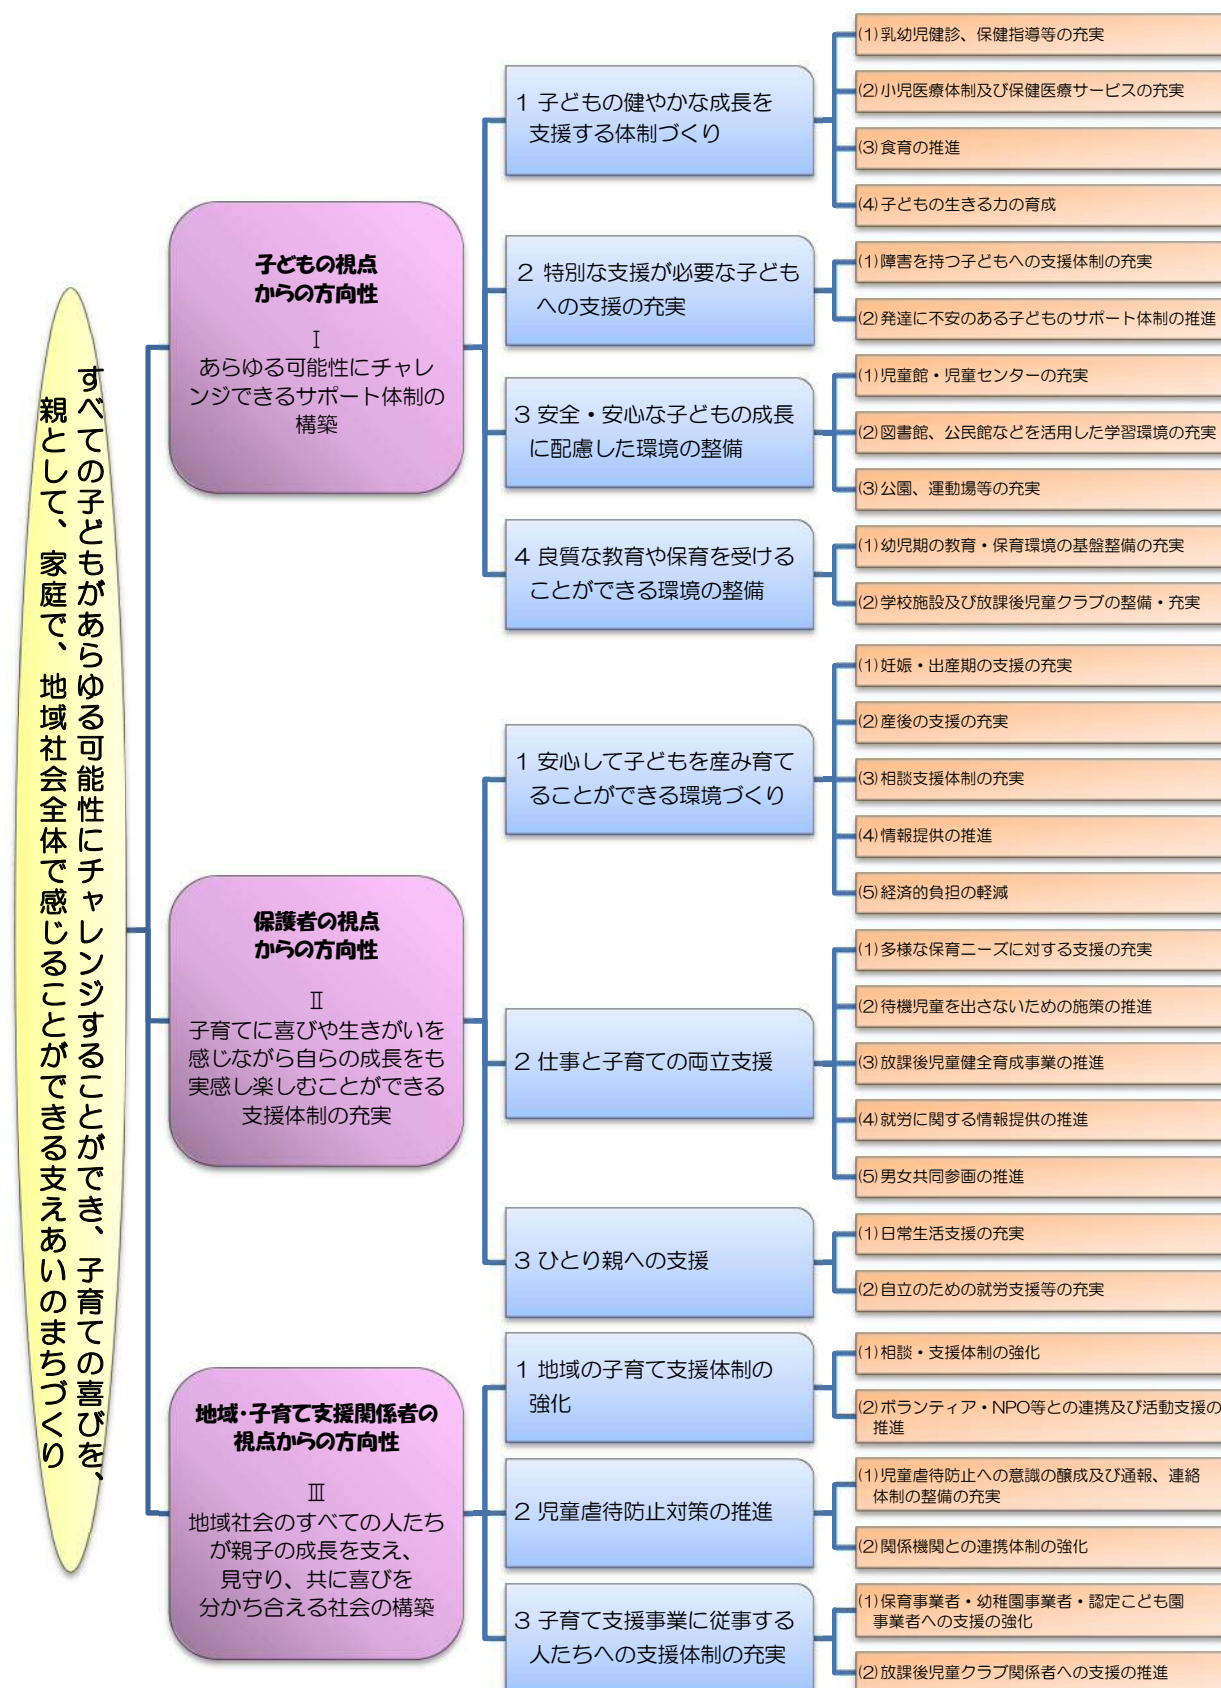 すべての子どもがあらゆる可能性にチャレンジすることができ、子育ての喜びを、
親として、家庭で、地域社会全体で感じることができる支えあいのまちづくり
子どもの視点
からの方向性
Ⅰ
あらゆる可能性にチャレ
ンジできるサポート体制の
構築
1 子どもの健やかな成長を
支援する体制づくり
(1)乳幼児健診、保健指導等の充実
(2)小児医療体制及び保健医療サービスの充実
(3)食育の推進
(4)子どもの生きる力の育成
2 特別な支援が必要な子ども
への支援の充実
(1)障害を持つ子どもへの支援体制の充実
(2)発達に不安のある子どものサポート体制の推進
3 安全・安心な子どもの成長
に配慮した環境の整備
(1)児童館・児童センターの充実
(2)図書館、公民館などを活用した学習環境の充実
(3)公園、運動場等の充実
4 良質な教育や保育を受ける
ことができる環境の整備
(1)幼児期の教育・保育環境の基盤整備の充実
(2)学校施設及び放課後児童クラブの整備・充実
保護者の視点
からの方向性
Ⅱ
子育てに喜びや生きがいを
感じながら自らの成長をも
実感し楽しむことができる
支援体制の充実
1 安心して子どもを産み育て
ることができる環境づくり
(1)妊娠・出産期の支援の充実
(2)産後の支援の充実
(3)相談支援体制の充実
(4)情報提供の推進
(5)経済的負担の軽減
2 仕事と子育ての両立支援
(1)多様な保育ニーズに対する支援の充実
(2)待機児童を出さないための施策の推進
(3)放課後児童健全育成事業の推進
(4)就労に関する情報提供の推進
(5)男女共同参画の推進
3 ひとり親への支援
(1)日常生活支援の充実
(2)自立のための就労支援等の充実
地域・子育て支援関係者の
視点からの方向性
Ⅲ
地域社会のすべての人たち
が親子の成長を支え、
見守り、共に喜びを
分かち合える社会の構築
1 地域の子育て支援体制の
強化
(1)相談・支援体制の強化
(2)ボランティア・NPO等との連携及び活動支援の
推進
2 児童虐待防止対策の推進
(1)児童虐待防止への意識の醸成及び通報、連絡
体制の整備の充実
(2)関係機関との連携体制の強化
3 子育て支援事業に従事する
人たちへの支援体制の充実
(1)保育事業者・幼稚園事業者・認定こども園
事業者への支援の強化
(2)放課後児童クラブ関係者への支援の推進